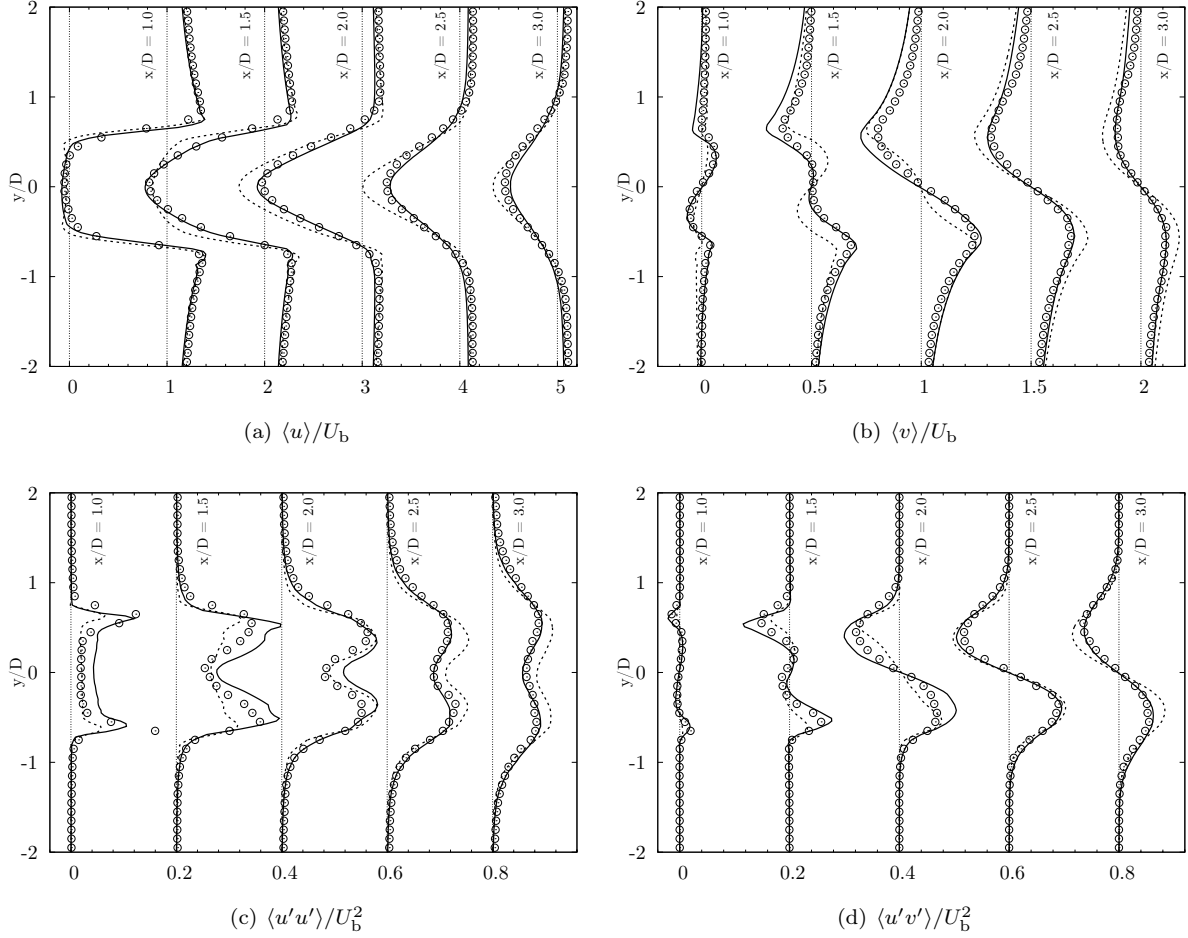 2
1
0
-1
-2
y/D
x/D = 1.0
x/D = 1.5
x/D = 2.0
x/D = 2.5
x/D = 3.0
0 1 2 3 4 5
(a) ⟨u⟩/U_b
2
1
0
-1
-2
y/D
x/D = 1.0
x/D = 1.5
x/D = 2.0
x/D = 2.5
x/D = 3.0
0 0.5 1 1.5 2
(b) ⟨v⟩/U_b
2
1
0
-1
-2
y/D
x/D = 1.0
x/D = 1.5
x/D = 2.0
x/D = 2.5
x/D = 3.0
0 0.2 0.4 0.6 0.8
(c) ⟨u′u′⟩/U_b^2
2
1
0
-1
-2
y/D
x/D = 1.0
x/D = 1.5
x/D = 2.0
x/D = 2.5
x/D = 3.0
0 0.2 0.4 0.6 0.8
(d) ⟨u′v′⟩/U_b^2